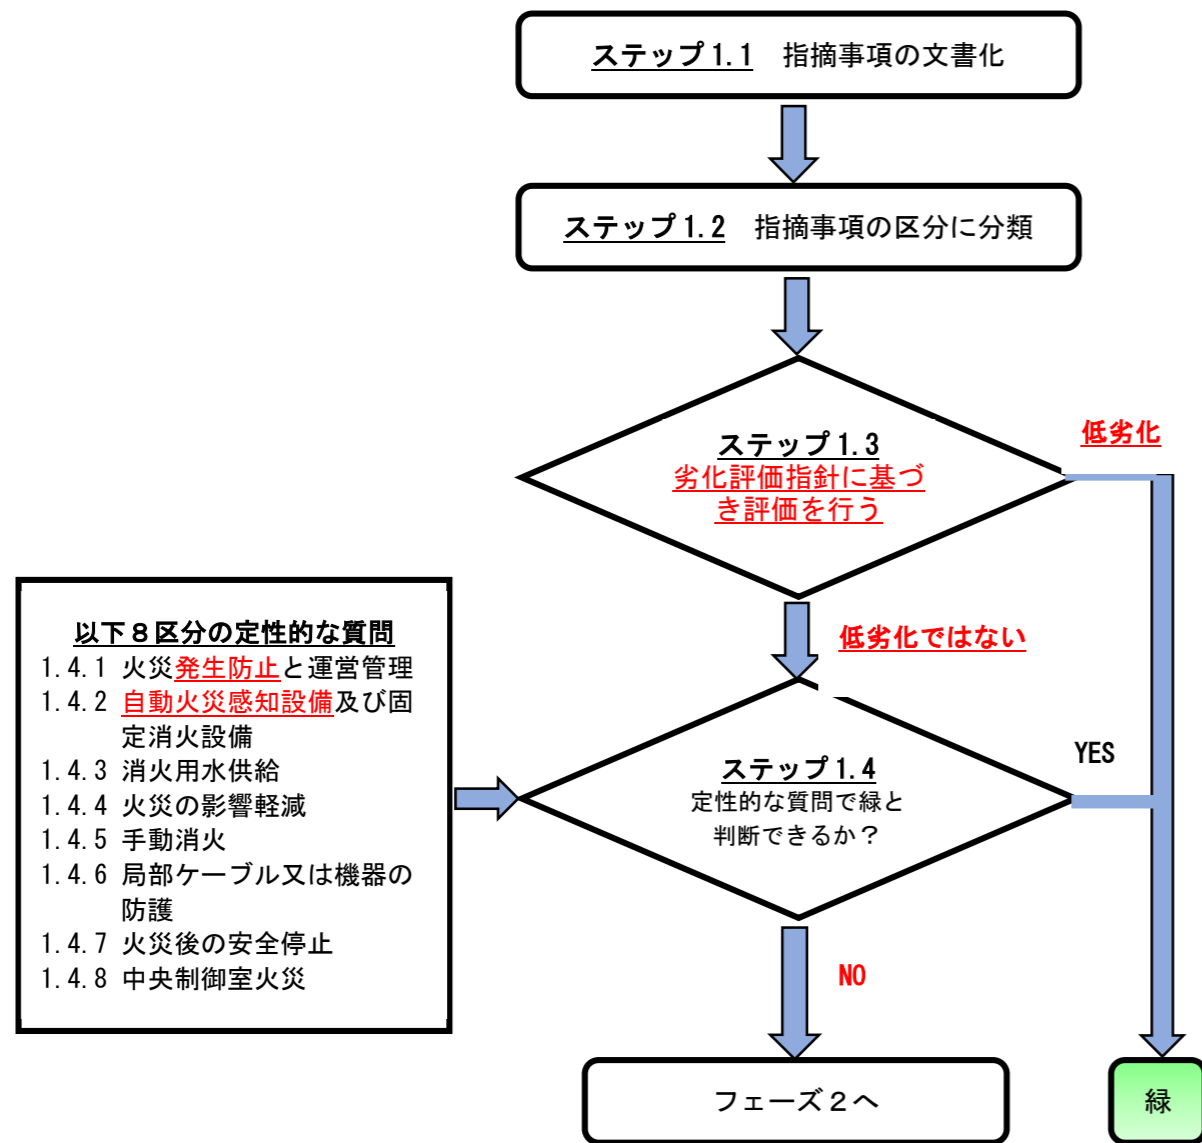 ステップ1.1 指摘事項の文書化
ステップ1.2 指摘事項の区分に分類
ステップ1.3
劣化評価指針に基づ
き評価を行う
低劣化
低劣化ではない
以下８区分の定性的な質問
1.4.1 火災発生防止と運営管理
1.4.2 自動火災感知設備及び固
定消火設備
1.4.3 消火用水供給
1.4.4 火災の影響軽減
1.4.5 手動消火
1.4.6 局部ケーブル又は機器の
防護
1.4.7 火災後の安全停止
1.4.8 中央制御室火災
ステップ1.4
定性的な質問で緑と
判断できるか？
YES
NO
フェーズ２へ
緑